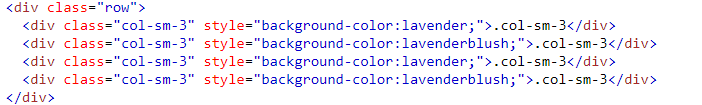 <div class="row">
  <div class="col-sm-3" style="background-color:lavender;">.col-sm-3</div>
  <div class="col-sm-3" style="background-color:lavenderblush;">.col-sm-3</div>
  <div class="col-sm-3" style="background-color:lavender;">.col-sm-3</div>
  <div class="col-sm-3" style="background-color:lavenderblush;">.col-sm-3</div>
</div>